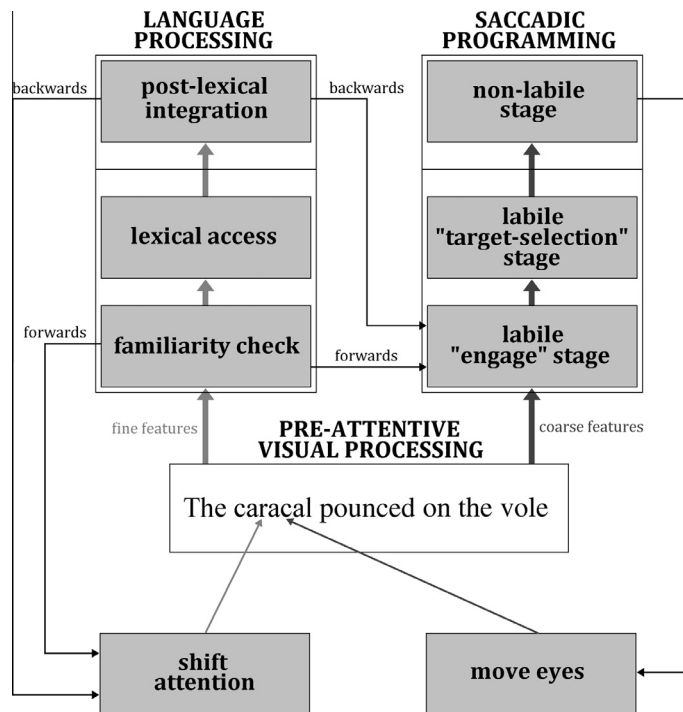 LANGUAGE
PROCESSING
SACCADIC
PROGRAMMING
backwards
post-lexical
integration
backwards
non-labile
stage
lexical access
labile
"target-selection"
stage
forwards
familiarity check
forwards
labile
"engage" stage
fine features
PRE-ATTENTIVE
VISUAL PROCESSING
coarse features
The caracal pounced on the vole
shift
attention
move eyes